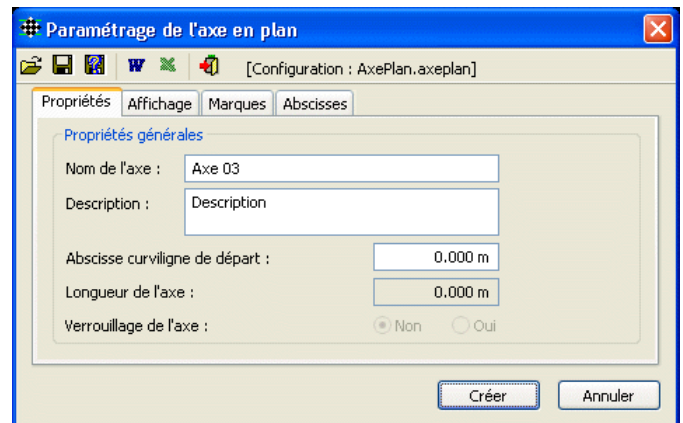 Paramétrage de l'axe en plan
W [Configuration : AxePlan.axeplan]
Propriétés Affichage Marques Abscisses
Propriétés générales
Nom de l'axe : Axe 03
Description : Description
Abscisse curviligne de départ : 0.000 m
Longueur de l'axe : 0.000 m
Verrouillage de l'axe : Non Oui
Créer Annuler